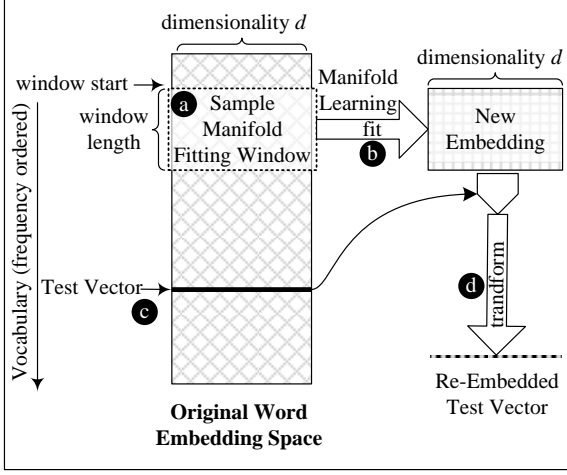 dimensionality d
window start
window
length
a
Sample
Manifold
Fitting Window
Manifold
Learning
fit
b
dimensionality d
New
Embedding
Vocabulary (frequency ordered)
Test Vector
c
d
transform
Re-Embedded
Test Vector
Original Word
Embedding Space